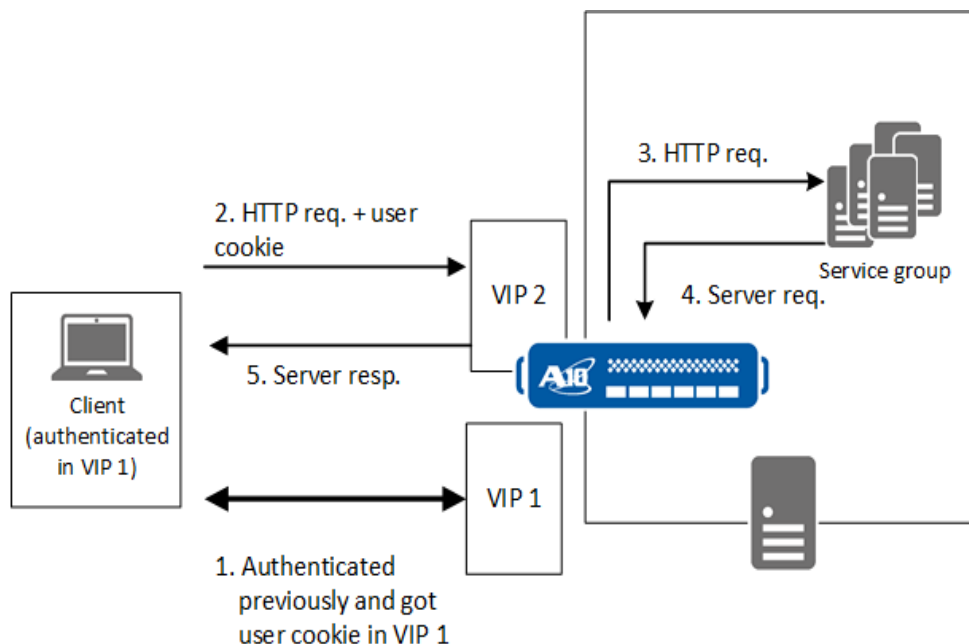 3. HTTP req.
2. HTTP req. + user
cookie
Service group
VIP 2
4. Server req.
A10
5. Server resp.
Client
(authenticated
in VIP 1)
VIP 1
1. Authenticated
previously and got
user cookie in VIP 1